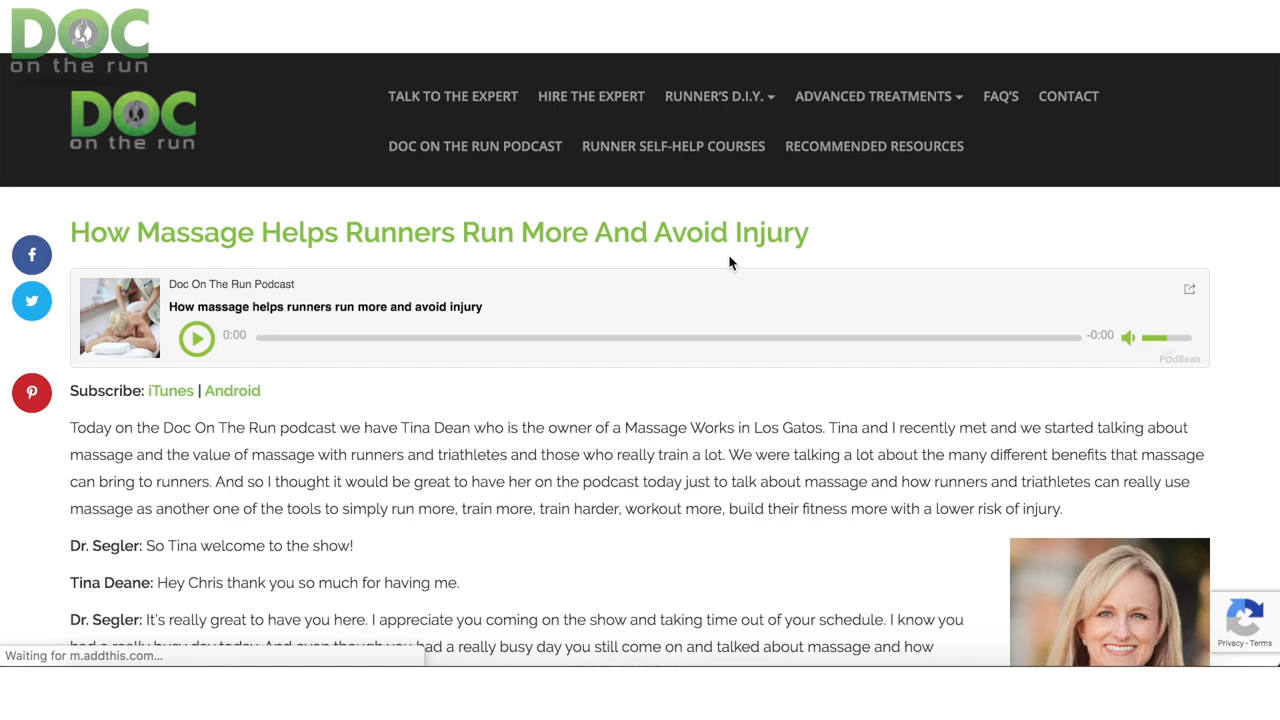 DOC
on the run
DOC
on the run
TALK TO THE EXPERT HIRE THE EXPERT RUNNER'S D.I.Y. ADVANCED TREATMENTS FAQ'S CONTACT
DOC ON THE RUN PODCAST RUNNER SELF-HELP COURSES RECOMMENDED RESOURCES
How Massage Helps Runners Run More And Avoid Injury
Doc On The Run Podcast
How massage helps runners run more and avoid injury
0:00 -0:00
PodBean
Subscribe: iTunes | Android
Today on the Doc On The Run podcast we have Tina Dean who is the owner of a Massage Works in Los Gatos. Tina and I recently met and we started talking about
massage and the value of massage with runners and triathletes and those who really train a lot. We were talking a lot about the many different benefits that massage
can bring to runners. And so I thought it would be great to have her on the podcast today just to talk about massage and how runners and triathletes can really use
massage as another one of the tools to simply run more, train more, train harder, workout more, build their fitness more with a lower risk of injury.
Dr. Segler: So Tina welcome to the show!
Tina Deane: Hey Chris thank you so much for having me.
Dr. Segler: It's really great to have you here. I appreciate you coming on the show and taking time out of your schedule. I know you
had a really busy day today. And even though you had a really busy day you still come on and talked about massage and how
Privacy - Terms
Waiting for m.addthis.com...